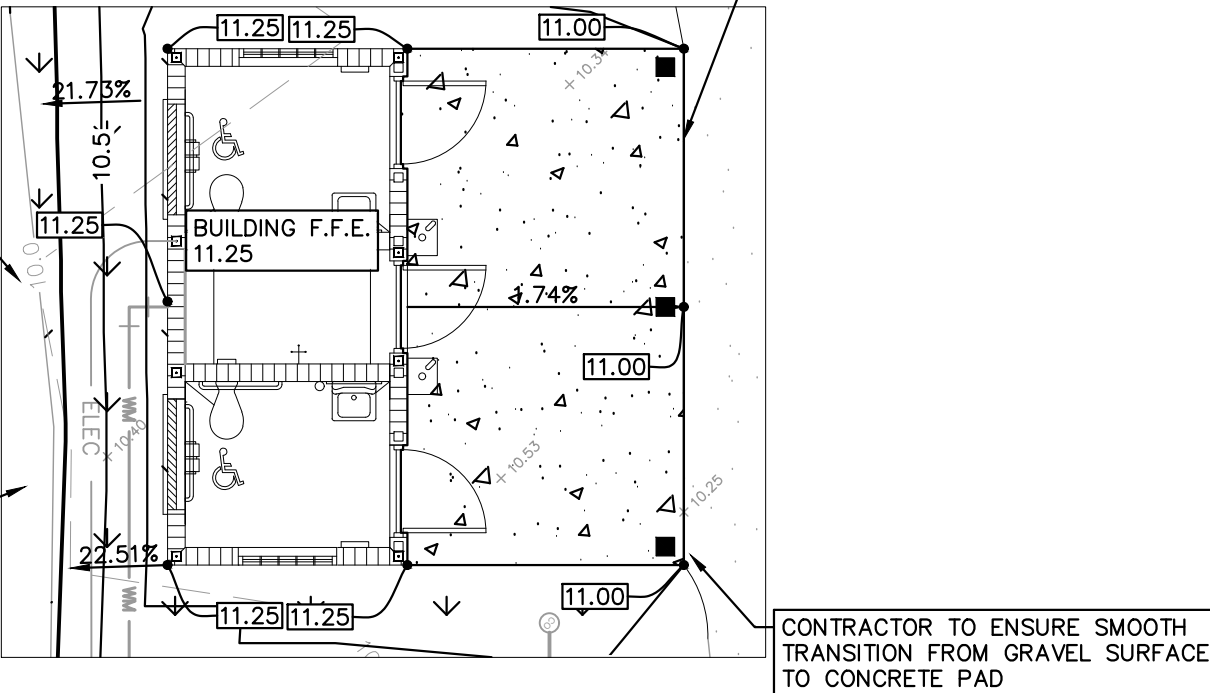 11.25
11.25
11.00
10.34
21.73%
10.5
11.25
BUILDING F.F.E.
11.25
10.0
1.74%
11.00
ELEC
WM
10.40
10.53
10.25
22.51%
WM
11.25
11.25
11.00
CO
CONTRACTOR TO ENSURE SMOOTH
TRANSITION FROM GRAVEL SURFACE
TO CONCRETE PAD